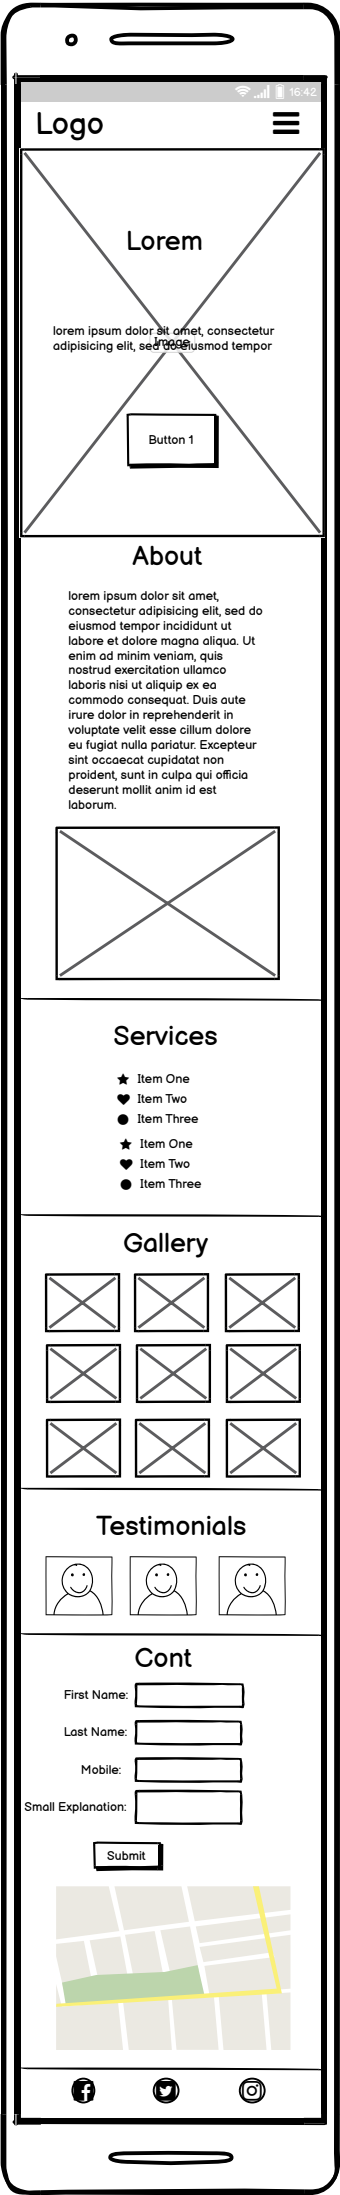 16:42
Logo
Lorem
lorem ipsum dolor sit amet, consectetur
adipisicing elit, sed do eiusmod tempor
Image
Button 1
About
lorem ipsum dolor sit amet,
consectetur adipisicing elit, sed do
eiusmod tempor incididunt ut
labore et dolore magna aliqua. Ut
enim ad minim veniam, quis
nostrud exercitation ullamco
laboris nisi ut aliquip ex ea
commodo consequat. Duis aute
irure dolor in reprehenderit in
voluptate velit esse cillum dolore
eu fugiat nulla pariatur. Excepteur
sint occaecat cupidatat non
proident, sunt in culpa qui officia
deserunt mollit anim id est
laborum.
Services
Item One
Item Two
Item Three
Item One
Item Two
Item Three
Gallery
Testimonials
Cont
First Name:
Last Name:
Mobile:
Small Explanation:
Submit